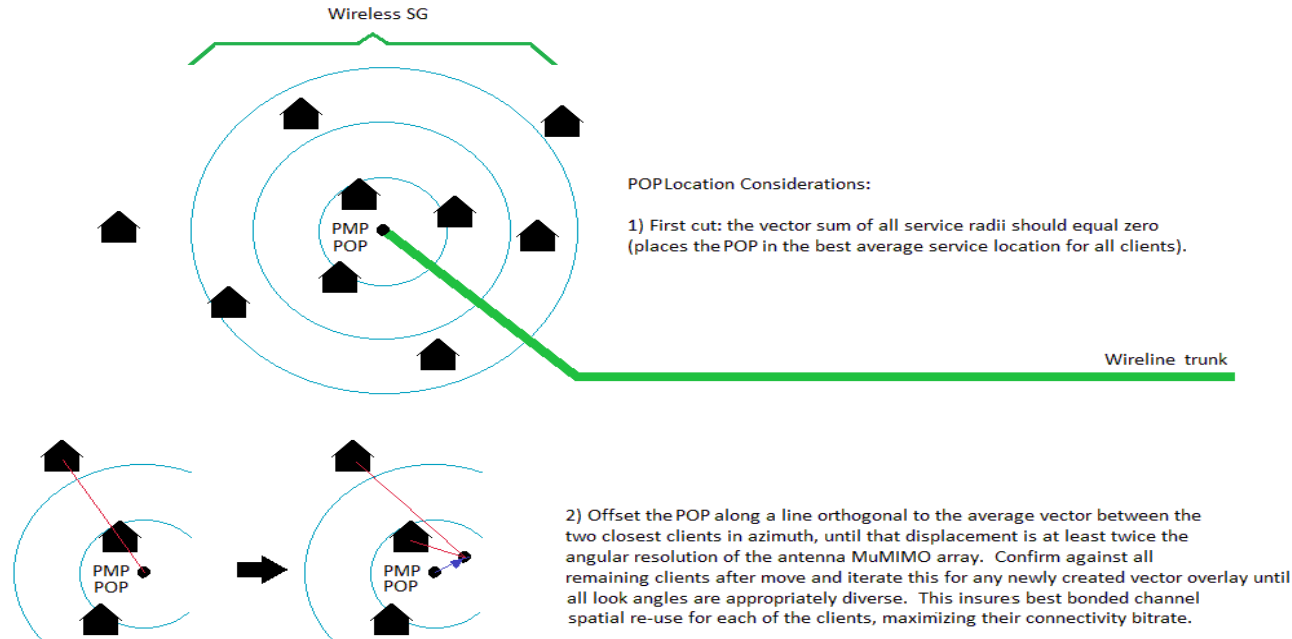 Wireless SG
POP Location Considerations:
1) First cut: the vector sum of all service radii should equal zero
(places the POP in the best average service location for all clients).
PMP
POP
Wireline trunk
PMP
POP
PMP
POP
2) Offset the POP along a line orthogonal to the average vector between the
two closest clients in azimuth, until that displacement is at least twice the
angular resolution of the antenna MuMIMO array. Confirm against all
remaining clients after move and iterate this for any newly created vector overlay until
all look angles are appropriately diverse. This insures best bonded channel
spatial re-use for each of the clients, maximizing their connectivity bitrate.